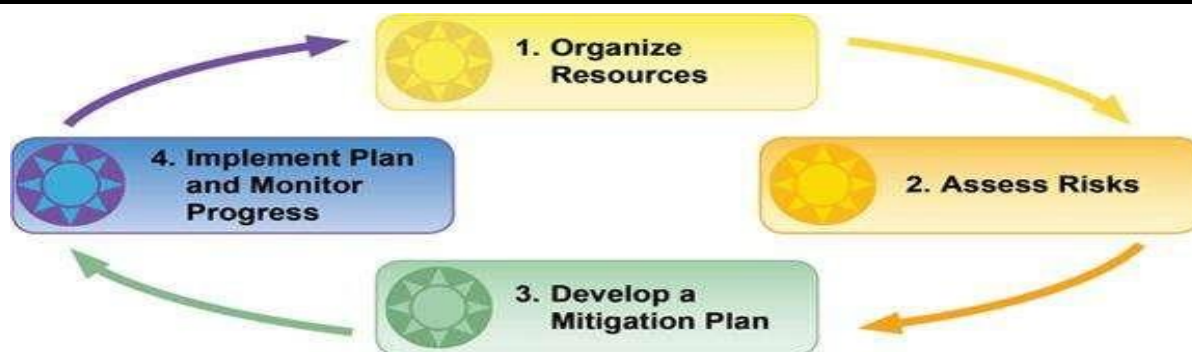 1. Organize
Resources
2. Assess Risks
3. Develop a
Mitigation Plan
4. Implement Plan
and Monitor
Progress